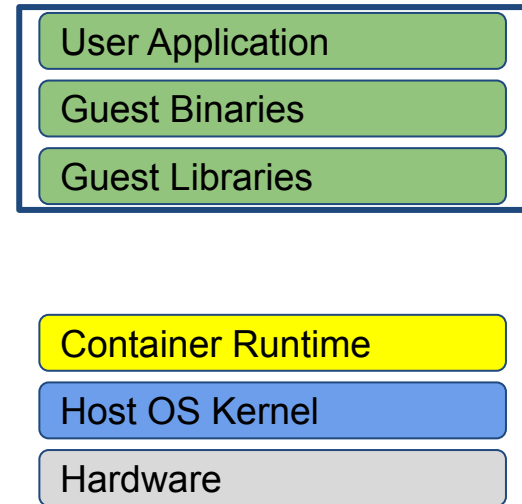 User Application
Guest Binaries
Guest Libraries
Container Runtime
Host OS Kernel
Hardware